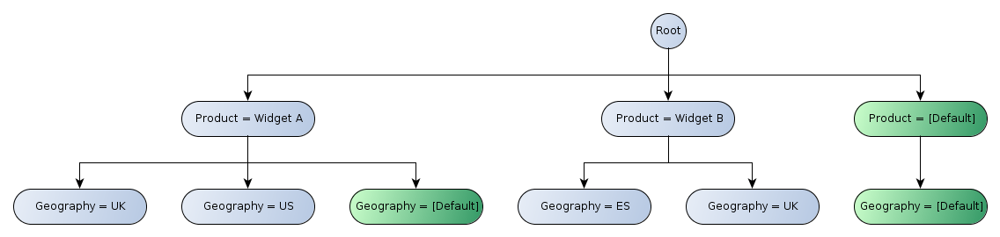 Root
Product = Widget A
Product = Widget B
Product = [Default]
Geography = UK
Geography = US
Geography = [Default]
Geography = ES
Geography = UK
Geography = [Default]